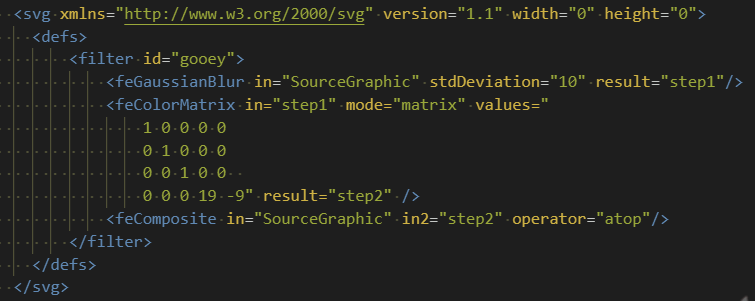 <svg xmlns="http://www.w3.org/2000/svg" version="1.1" width="0" height="0">
<defs>
<filter id="gooey">
<feGaussianBlur in="SourceGraphic" stdDeviation="10" result="step1"/>
<feColorMatrix in="step1" mode="matrix" values="
1 0 0 0 0
0 1 0 0 0
0 0 1 0 0
0 0 0 19 -9" result="step2" />
<feComposite in="SourceGraphic" in2="step2" operator="atop"/>
</filter>
</defs>
</svg>